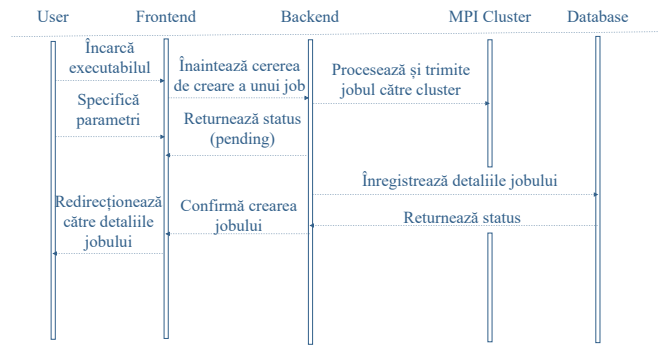 User Frontend Backend MPI Cluster Database
Încarcă
executabilul
Înaintează cererea
de creare a unui job
Procesează și trimite
jobul către cluster
Specifică
parametri
Returnează status
(pending)
Înregistrează detaliile jobului
Redirecționează
către detaliile
jobului
Confirmă crearea
jobului
Returnează status